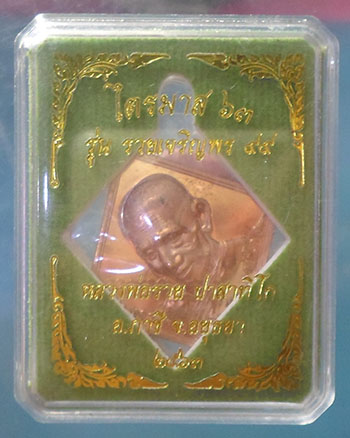 ไตรมาส ๖๓
รุ่น รวยเจริญพร ๙๙
หลวงพ่อรวย ปาสาทิโก
อ.ภาชี จ.อยุธยา
๒๕๖๓